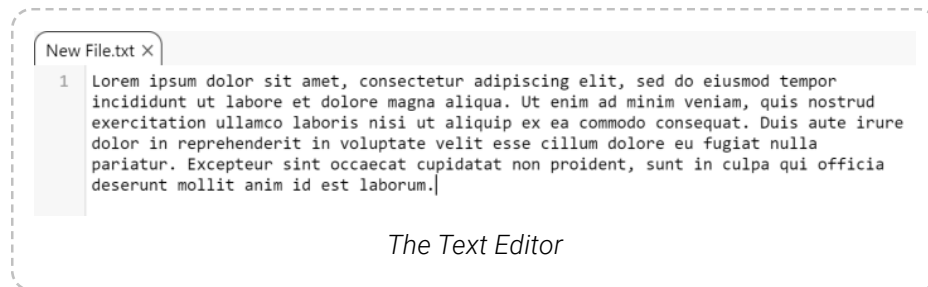 New File.txt ×
1 Lorem ipsum dolor sit amet, consectetur adipiscing elit, sed do eiusmod tempor
incididunt ut labore et dolore magna aliqua. Ut enim ad minim veniam, quis nostrud
exercitation ullamco laboris nisi ut aliquip ex ea commodo consequat. Duis aute irure
dolor in reprehenderit in voluptate velit esse cillum dolore eu fugiat nulla
pariatur. Excepteur sint occaecat cupidatat non proident, sunt in culpa qui officia
deserunt mollit anim id est laborum.
The Text Editor